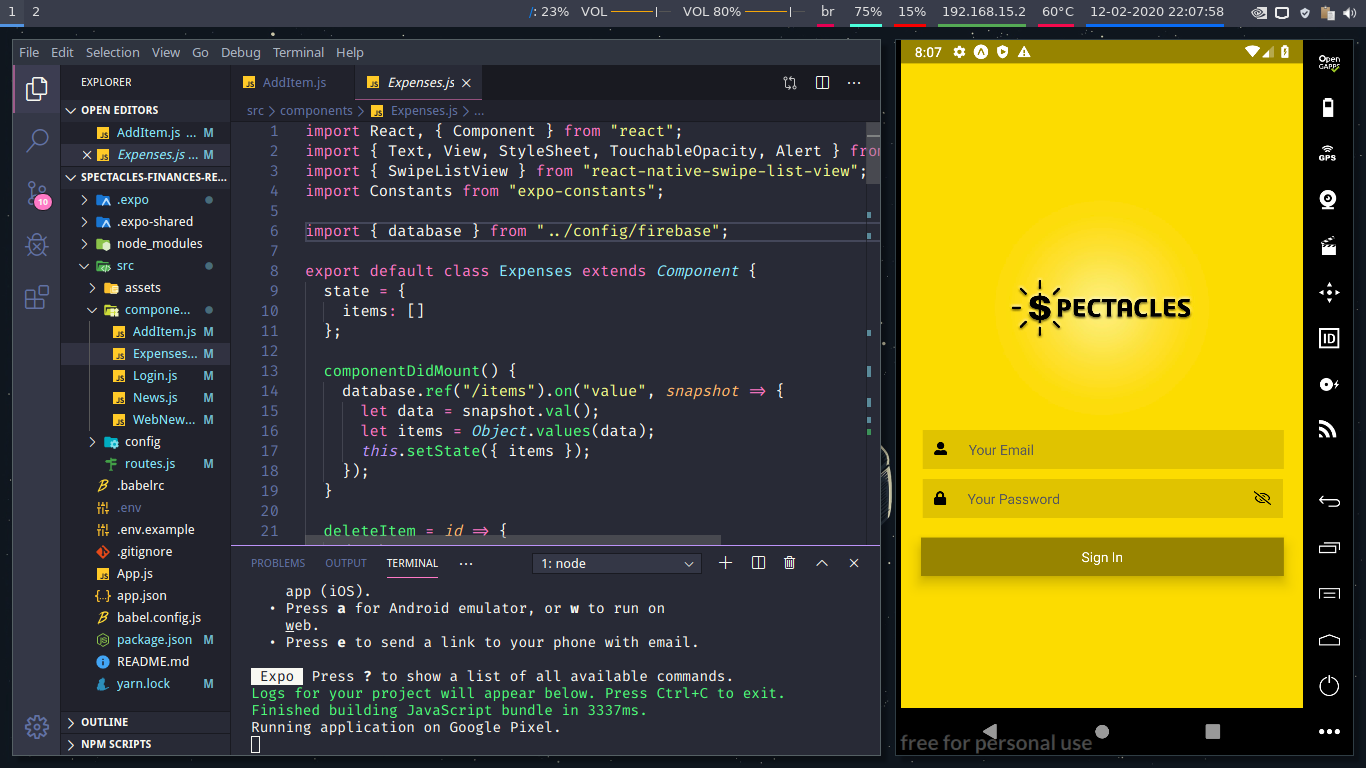 1 2 /: 23% VOL VOL 80% br 75% 15% 192.168.15.2 60°C 12-02-2020 22:07:58
File Edit Selection View Go Debug Terminal Help
EXPLORER
OPEN EDITORS
AddItem.js ... M
Expenses.js ... M
SPECTACLES-FINANCES-RE...
.expo
.expo-shared
node_modules
src
assets
compone...
AddItem.js M
Expenses... M
Login.js M
News.js M
WebNew... M
config
routes.js M
.babelrc
.env
.env.example
.gitignore
App.js
app.json
babel.config.js
package.json M
README.md
yarn.lock M
OUTLINE
NPM SCRIPTS
10
AddItem.js Expenses.js
src > components > Expenses.js > ...
1 import React, { Component } from "react";
2 import { Text, View, StyleSheet, TouchableOpacity, Alert } from
3 import { SwipeListView } from "react-native-swipe-list-view";
4 import Constants from "expo-constants";
5
6 import { database } from "../config/firebase";
7
8 export default class Expenses extends Component {
9 state = {
10 items: []
11 };
12
13 componentDidMount() {
14 database.ref("/items").on("value", snapshot => {
15 let data = snapshot.val();
16 let items = Object.values(data);
17 this.setState({ items });
18 });
19 }
20
21 deleteItem = id => {
PROBLEMS OUTPUT TERMINAL ... 1: node
app (iOS).
• Press a for Android emulator, or w to run on
web.
• Press e to send a link to your phone with email.
Expo Press ? to show a list of all available commands.
Logs for your project will appear below. Press Ctrl+C to exit.
Finished building JavaScript bundle in 3337ms.
Running application on Google Pixel.
8:07
$PECTACLES
Your Email
Your Password
Sign In
free for personal use
Open
GAPPS
GPS
ID